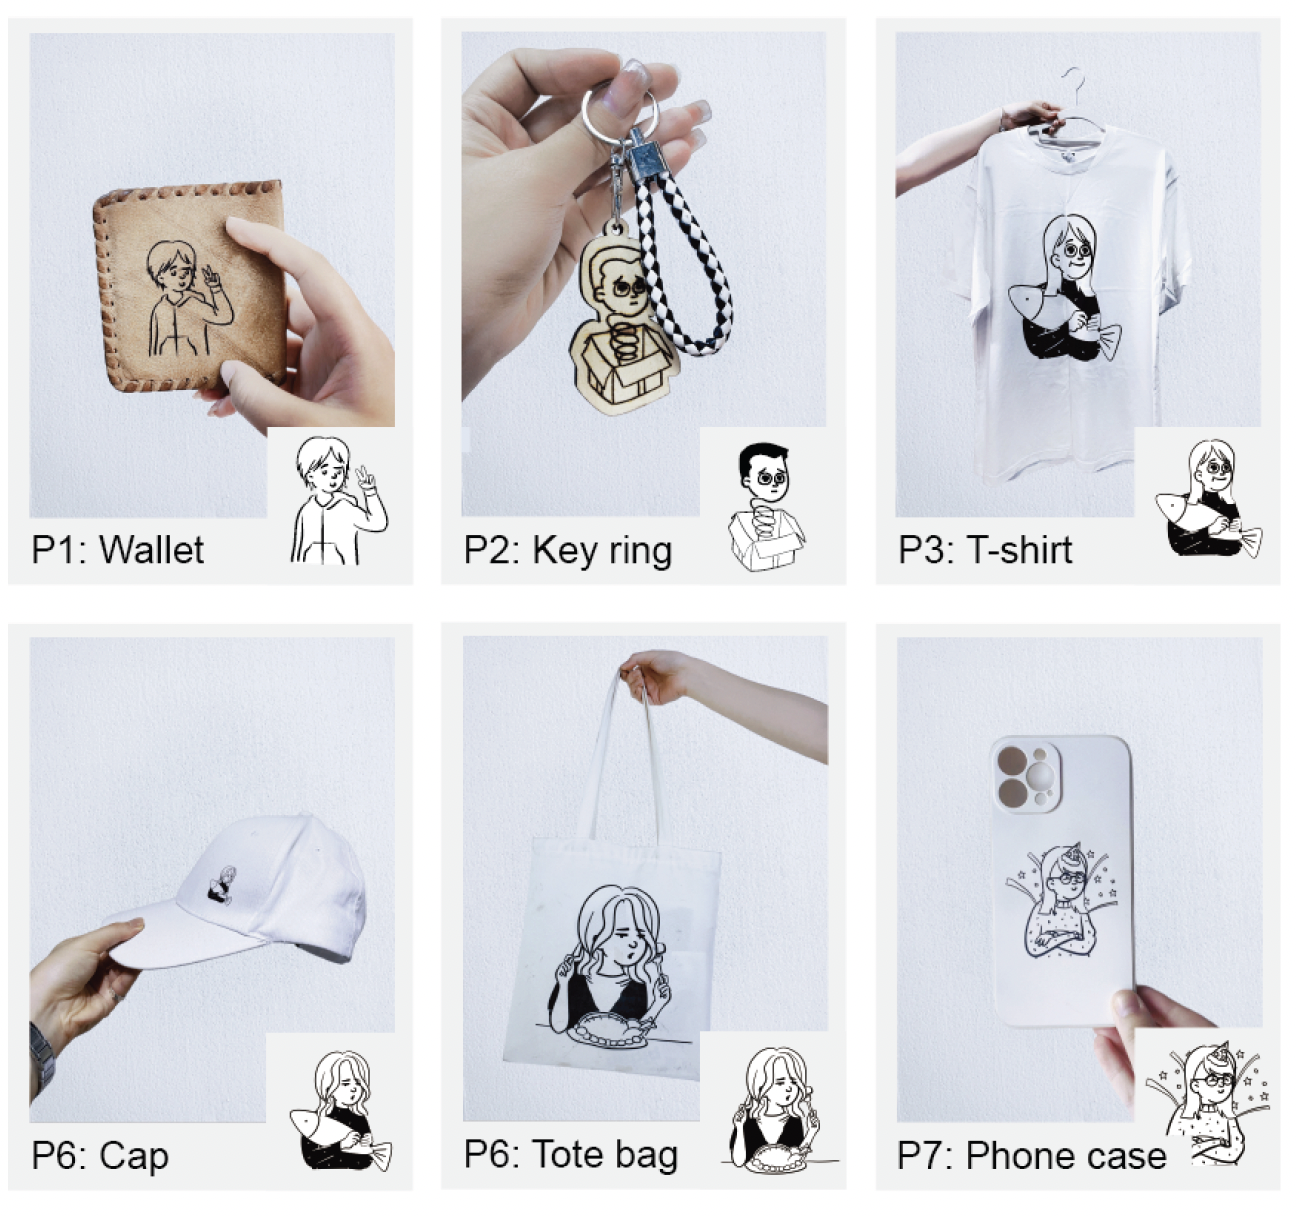 P1: Wallet
P2: Key ring
P3: T-shirt
P6: Cap
P6: Tote bag
P7: Phone case